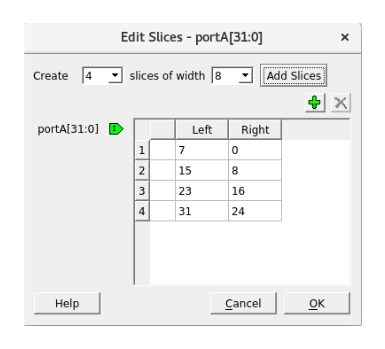 Edit Slices - portA[31:0] ×
Create 4 slices of width 8 Add Slices
portA[31:0] I
Left Right
1 7 0
2 15 8
3 23 16
4 31 24
Help Cancel OK